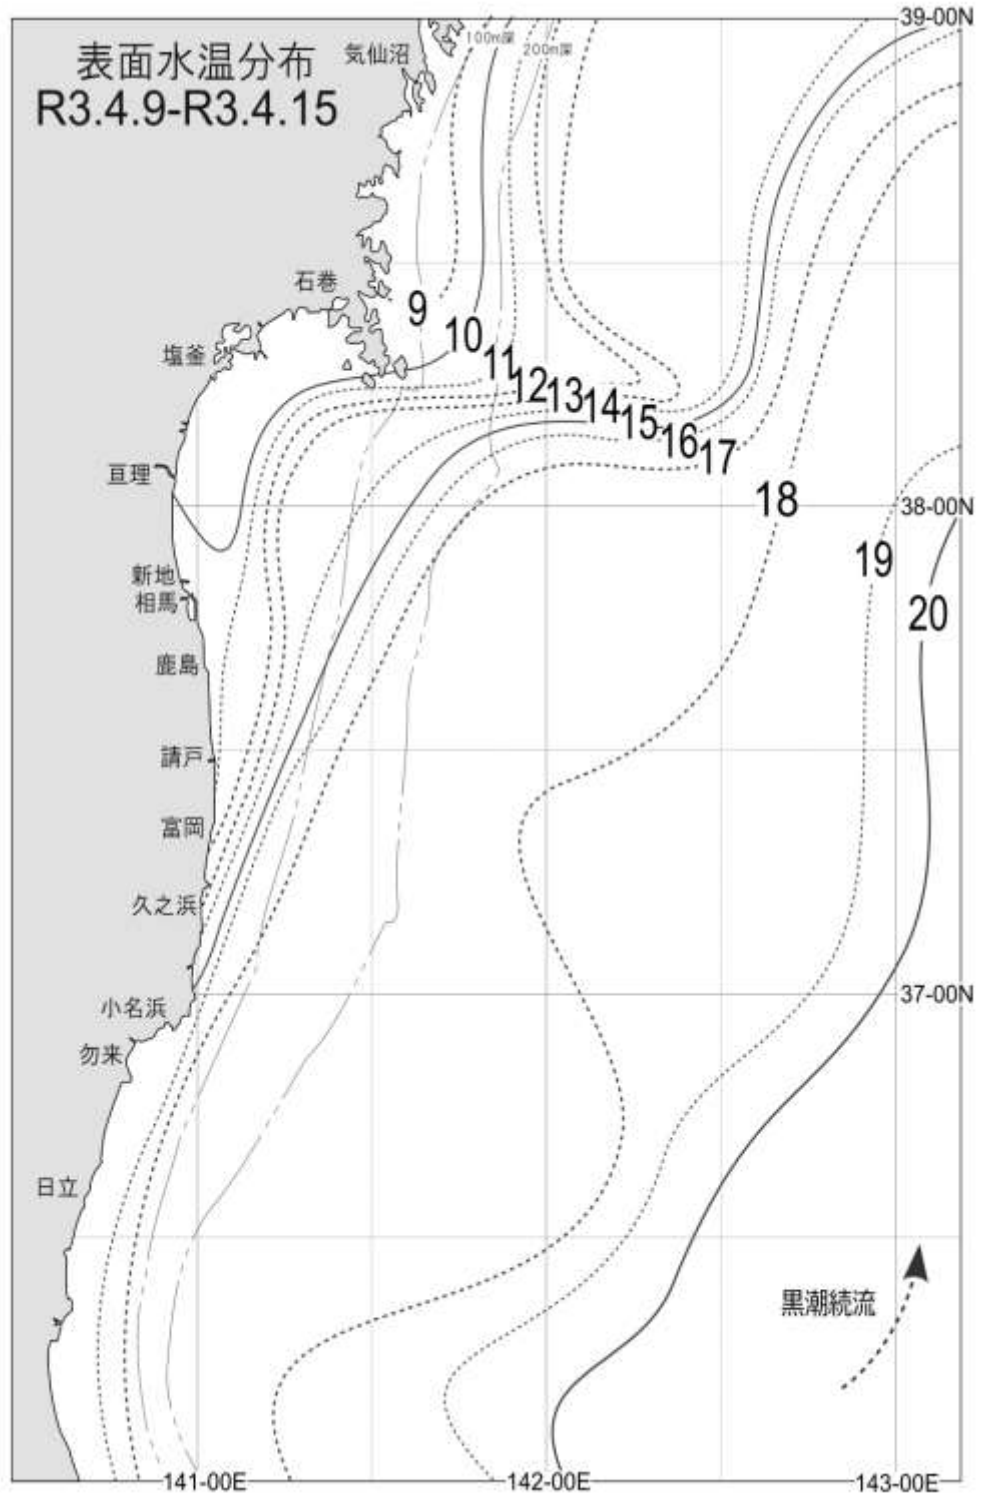 表面水温分布
R3.4.9-R3.4.15
気仙沼
100m深
200m深
39-00N
石巻
塩釜
9
10
11
12
13
14
15
16
17
18
19
20
亘理
38-00N
新地
相馬
鹿島
請戸
富岡
久之浜
小名浜
37-00N
勿来
日立
黒潮続流
141-00E
142-00E
143-00E